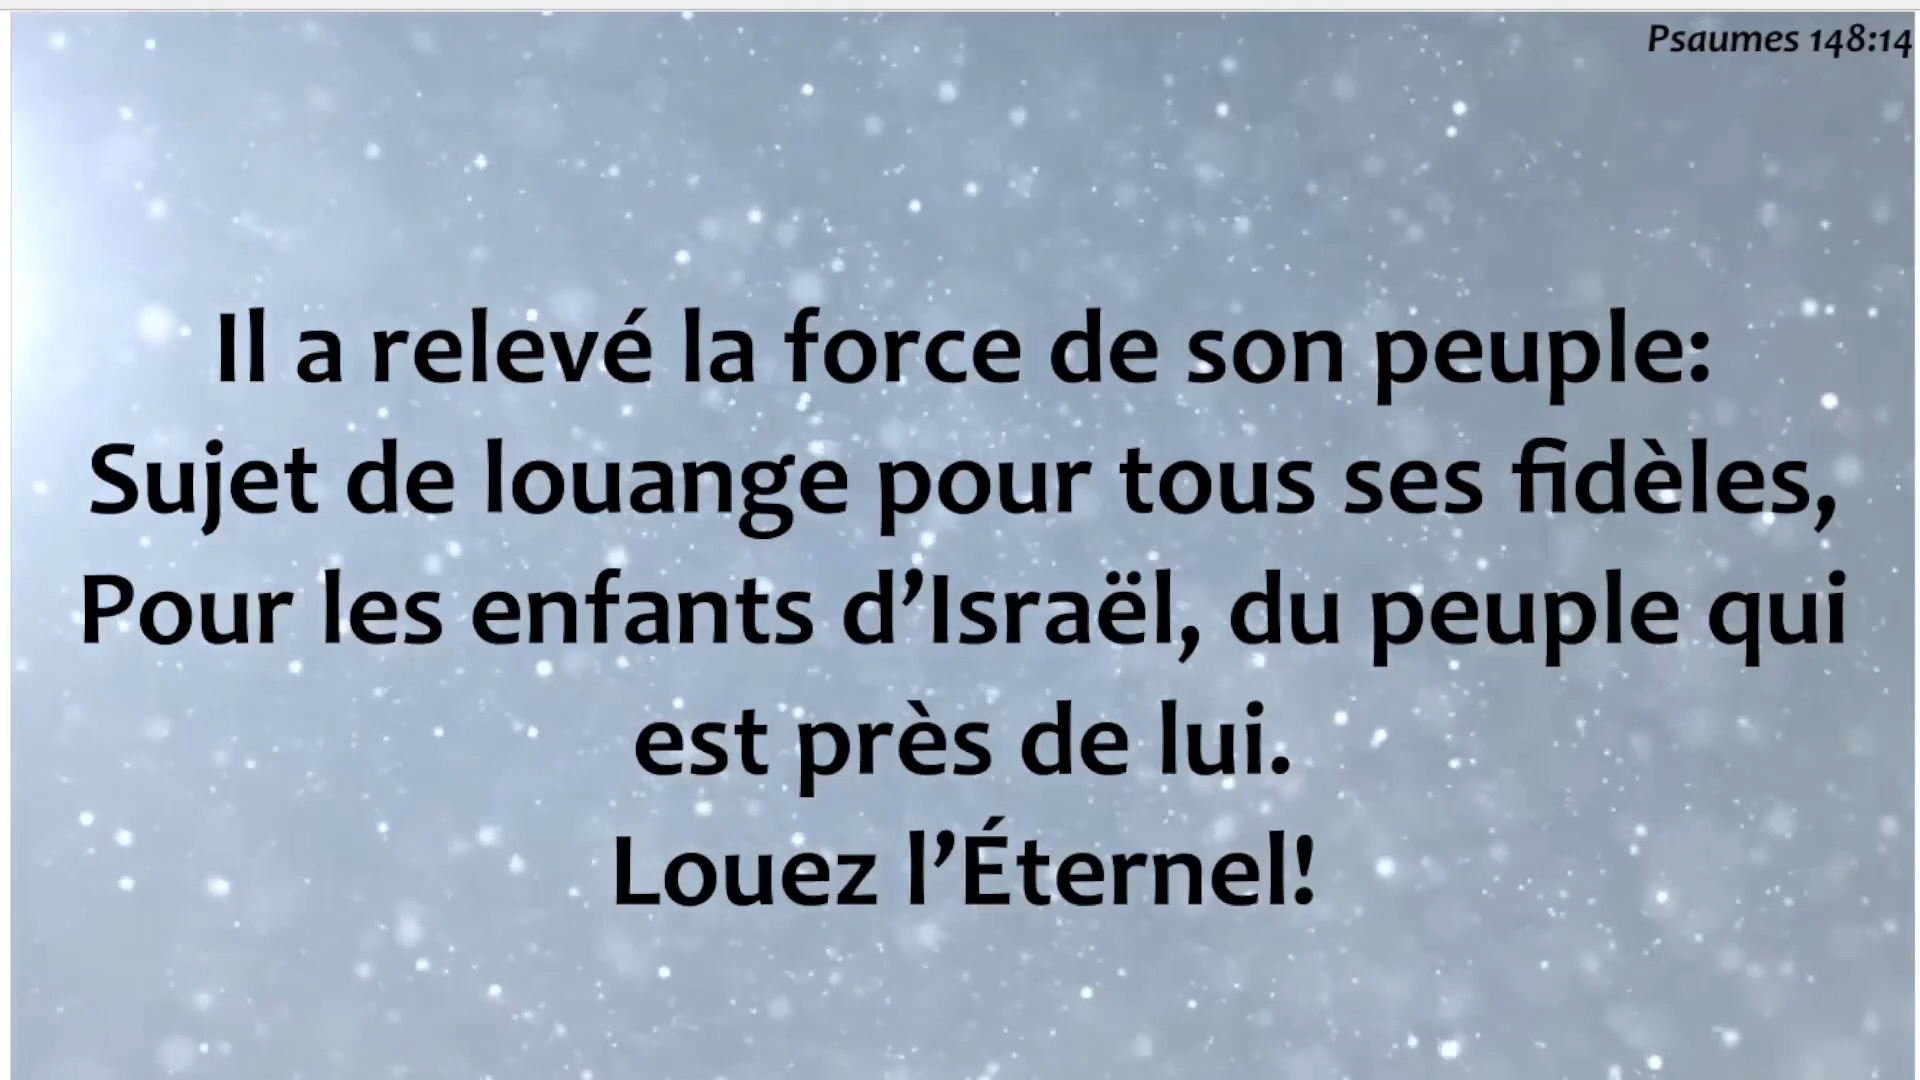 Psaumes 148:14
Il a relevé la force de son peuple:
Sujet de louange pour tous ses fidèles,
Pour les enfants d’Israël, du peuple qui
est près de lui.
Louez l’Éternel!